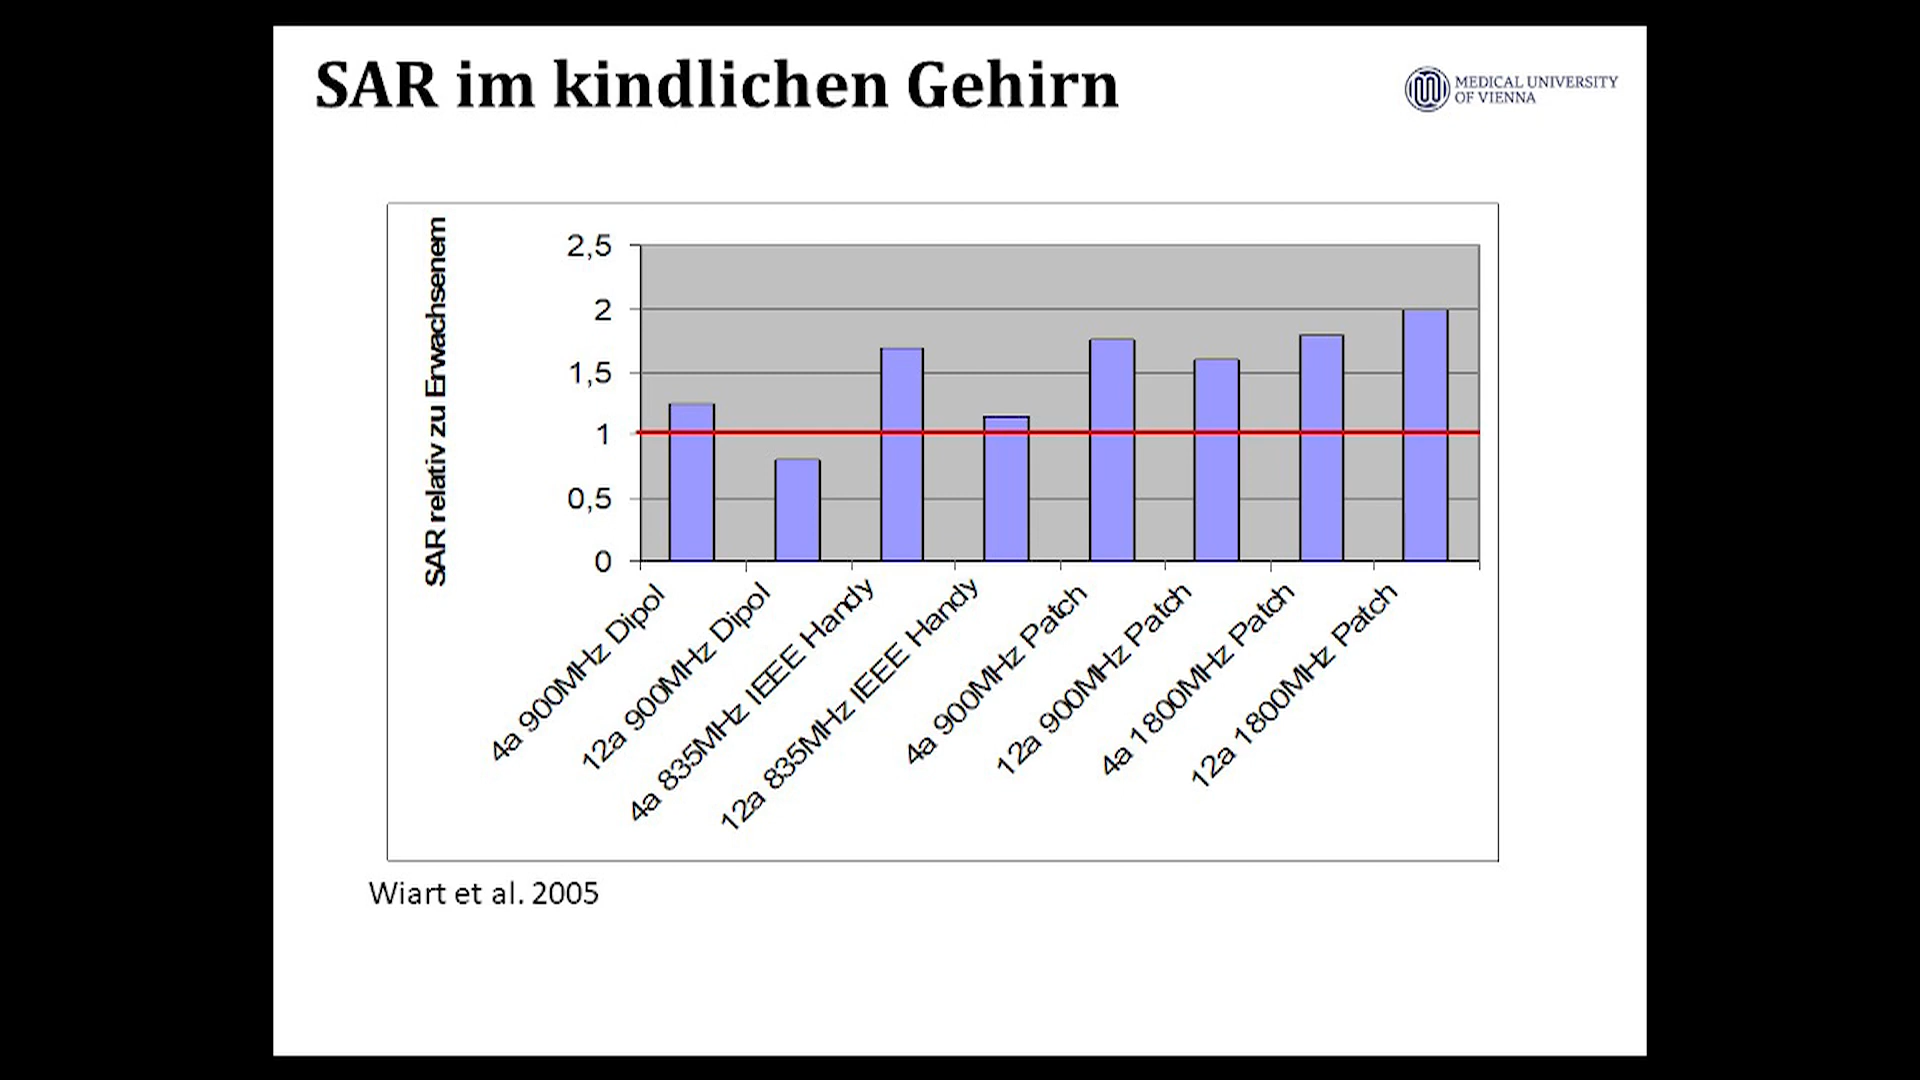 SAR im kindlichen Gehirn
MEDICAL UNIVERSITY
OF VIENNA
SAR relativ zu Erwachsenem
2,5
2
1,5
1
0,5
0
4a 900MHz Dipol
12a 900MHz Dipol
4a 835MHz IEEE Handy
12a 835MHz IEEE Handy
4a 900MHz Patch
12a 900MHz Patch
4a 1800MHz Patch
12a 1800MHz Patch
Wiart et al. 2005